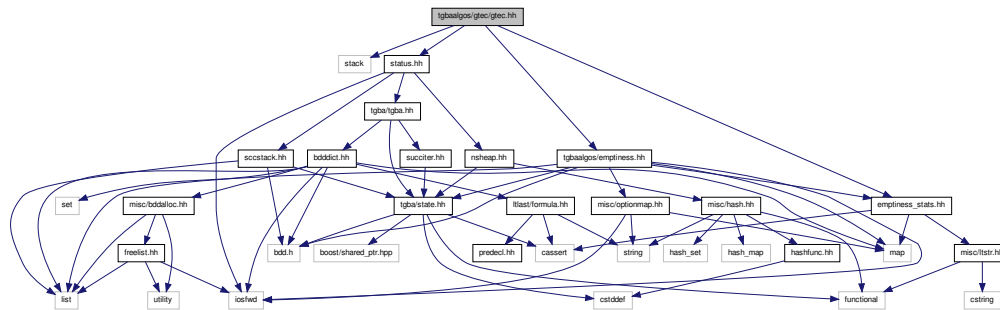 tgbaalgos/gtec/gtec.hh
stack
status.hh
tgba/tgba.hh
sccstack.hh
bdddict.hh
succiter.hh
nsheap.hh
tgbaalgos/emptiness.hh
set
misc/bddalloc.hh
tgba/state.hh
ltlast/formula.hh
misc/optionmap.hh
misc/hash.hh
emptiness_stats.hh
freelist.hh
bdd.h
boost/shared_ptr.hpp
predecl.hh
cassert
string
hash_set
hash_map
hashfunc.hh
map
misc/ltstr.hh
list
utility
iosfwd
cstddef
functional
cstring